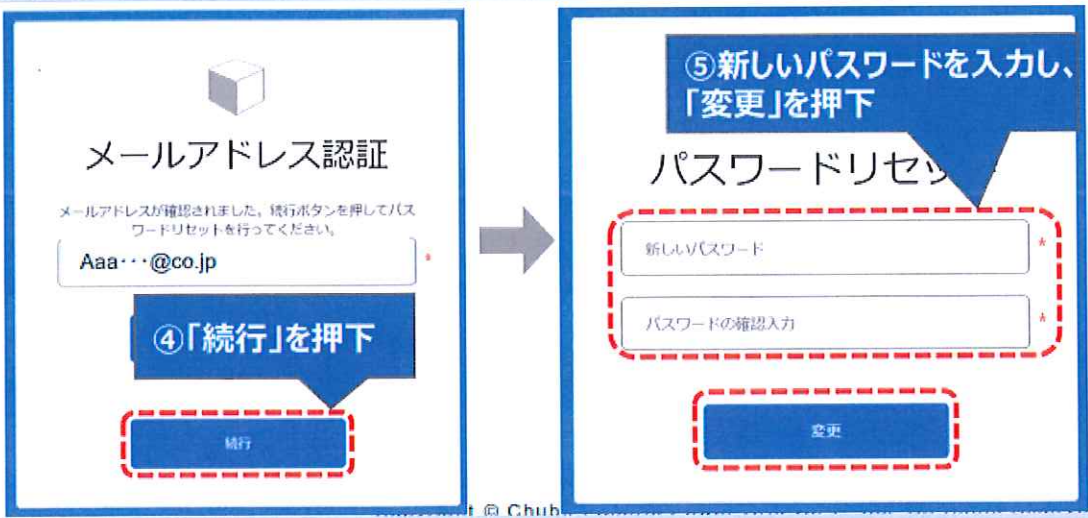 メールアドレス認証
メールアドレスが確認されました。続行ボタンを押してパス
ワードリセットを行ってください。
Aaa・・・@co.jp
*
④「続行」を押下
続行
⑤新しいパスワードを入力し、
「変更」を押下
パスワードリセッ
新しいパスワード
*
パスワードの確認入力
*
変更
© Chub